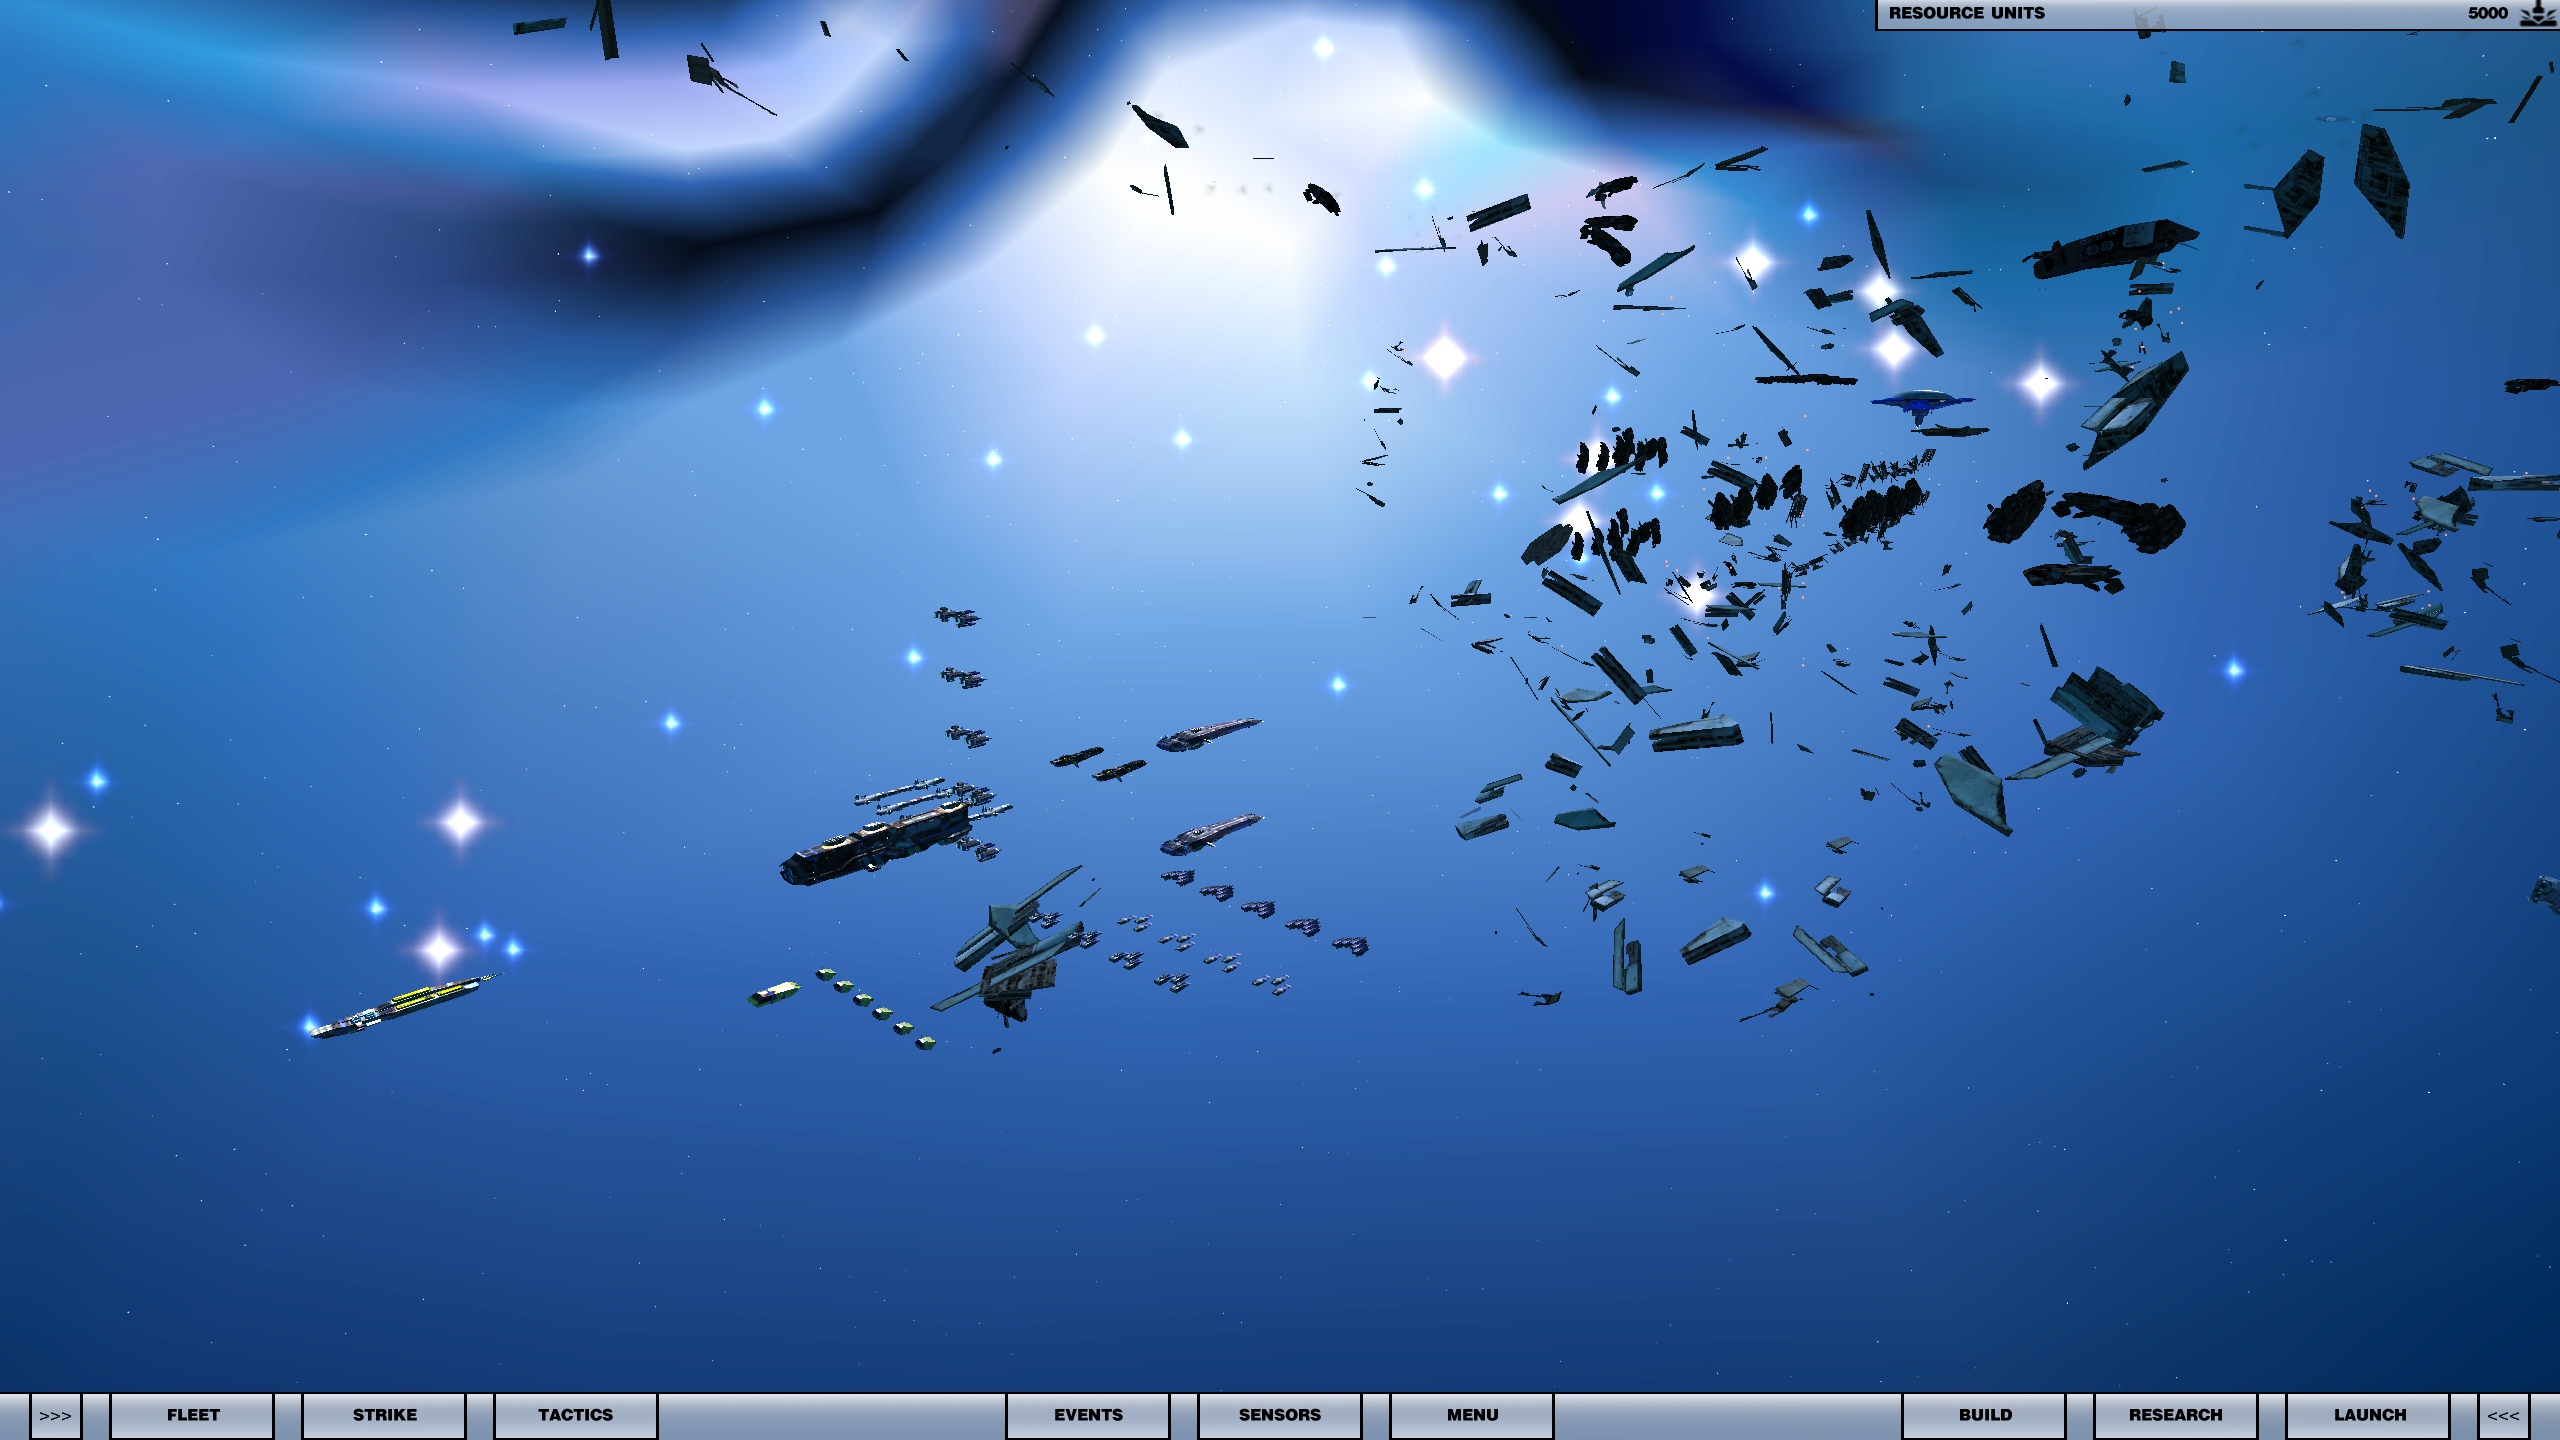 RESOURCE UNITS 5000
>>> FLEET STRIKE TACTICS EVENTS SENSORS MENU BUILD RESEARCH LAUNCH <<<